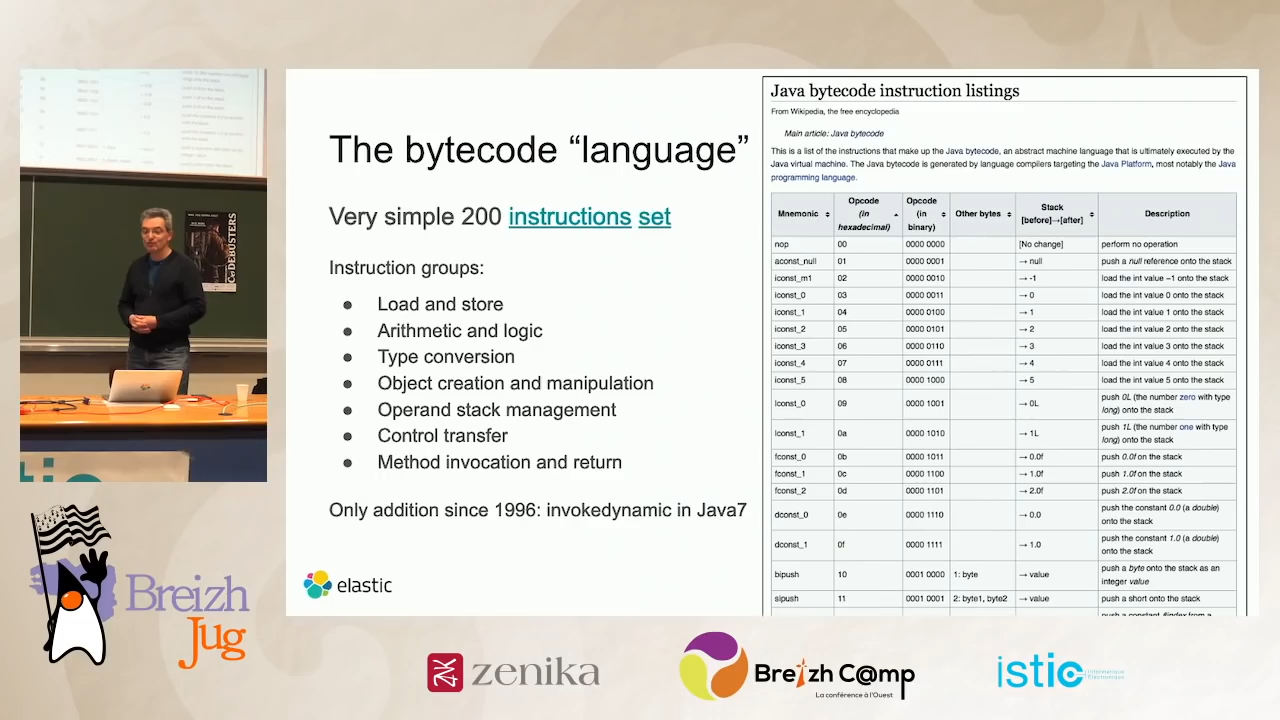 CODEBUSTERS
The bytecode “language”
Very simple 200 instructions set
Instruction groups:
● Load and store
● Arithmetic and logic
● Type conversion
● Object creation and manipulation
● Operand stack management
● Control transfer
● Method invocation and return
Only addition since 1996: invokedynamic in Java7
elastic
Java bytecode instruction listings
From Wikipedia, the free encyclopedia
Main article: Java bytecode
This is a list of the instructions that make up the Java bytecode, an abstract machine language that is ultimately executed by the
Java virtual machine. The Java bytecode is generated by language compilers targeting the Java Platform, most notably the Java
programming language.
Mnemonic Opcode (in hexadecimal) Opcode (in binary) Other bytes Stack [before]→[after] Description
nop 00 0000 0000 [No change] perform no operation
aconst_null 01 0000 0001 → null push a null reference onto the stack
iconst_m1 02 0000 0010 → -1 load the int value −1 onto the stack
iconst_0 03 0000 0011 → 0 load the int value 0 onto the stack
iconst_1 04 0000 0100 → 1 load the int value 1 onto the stack
iconst_2 05 0000 0101 → 2 load the int value 2 onto the stack
iconst_3 06 0000 0110 → 3 load the int value 3 onto the stack
iconst_4 07 0000 0111 → 4 load the int value 4 onto the stack
iconst_5 08 0000 1000 → 5 load the int value 5 onto the stack
lconst_0 09 0000 1001 → 0L push 0L (the number zero with type
long) onto the stack
lconst_1 0a 0000 1010 → 1L push 1L (the number one with type
long) onto the stack
fconst_0 0b 0000 1011 → 0.0f push 0.0f on the stack
fconst_1 0c 0000 1100 → 1.0f push 1.0f on the stack
fconst_2 0d 0000 1101 → 2.0f push 2.0f on the stack
dconst_0 0e 0000 1110 → 0.0 push the constant 0.0 (a double)
onto the stack
dconst_1 0f 0000 1111 → 1.0 push the constant 1.0 (a double)
onto the stack
bipush 10 0001 0000 1: byte → value push a byte onto the stack as an
integer value
sipush 11 0001 0001 2: byte1, byte2 → value push a short onto the stack
Breizh
Jug
zenika
Breizh C@mp
La conférence à l'Ouest
istic
Informatique
Electronique